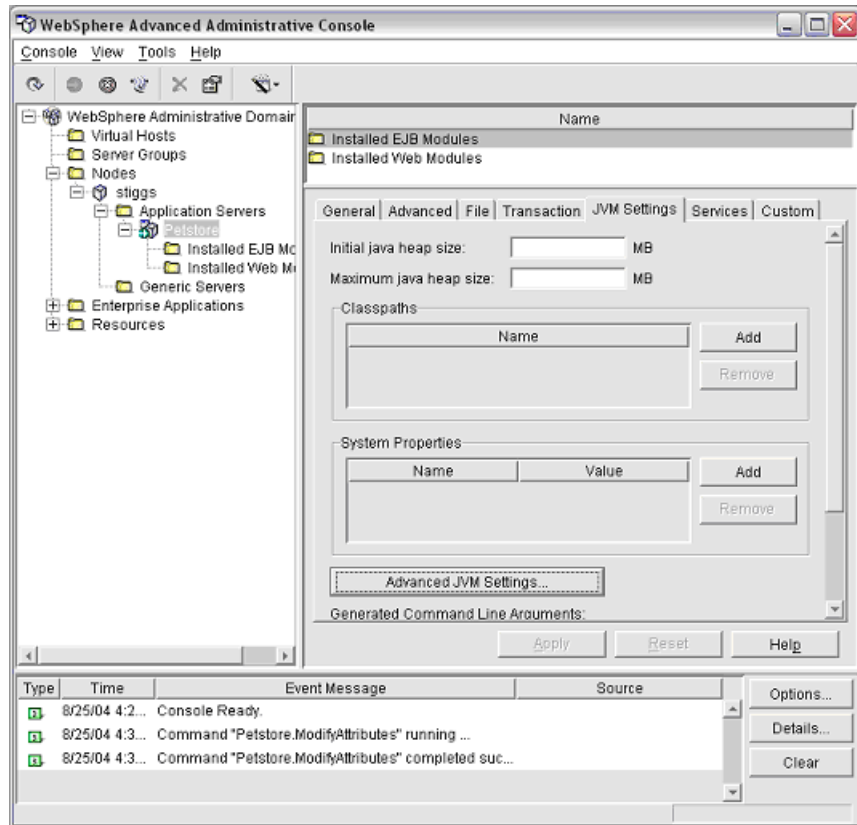 WebSphere Advanced Administrative Console
Console View Tools Help
WebSphere Administrative Domain
Virtual Hosts
Server Groups
Nodes
stiggs
Application Servers
Petstore
Installed EJB Mo
Installed Web M
Generic Servers
Enterprise Applications
Resources
Name
Installed EJB Modules
Installed Web Modules
General Advanced File Transaction JVM Settings Services Custom
Initial java heap size: MB
Maximum java heap size: MB
Classpaths
Name
Add
Remove
System Properties
Name Value
Add
Remove
Advanced JVM Settings...
Generated Command Line Arguments:
Apply Reset Help
Type Time Event Message Source
8/25/04 4:2... Console Ready.
8/25/04 4:3... Command "Petstore.ModifyAttributes" running ...
8/25/04 4:3... Command "Petstore.ModifyAttributes" completed suc...
Options...
Details...
Clear